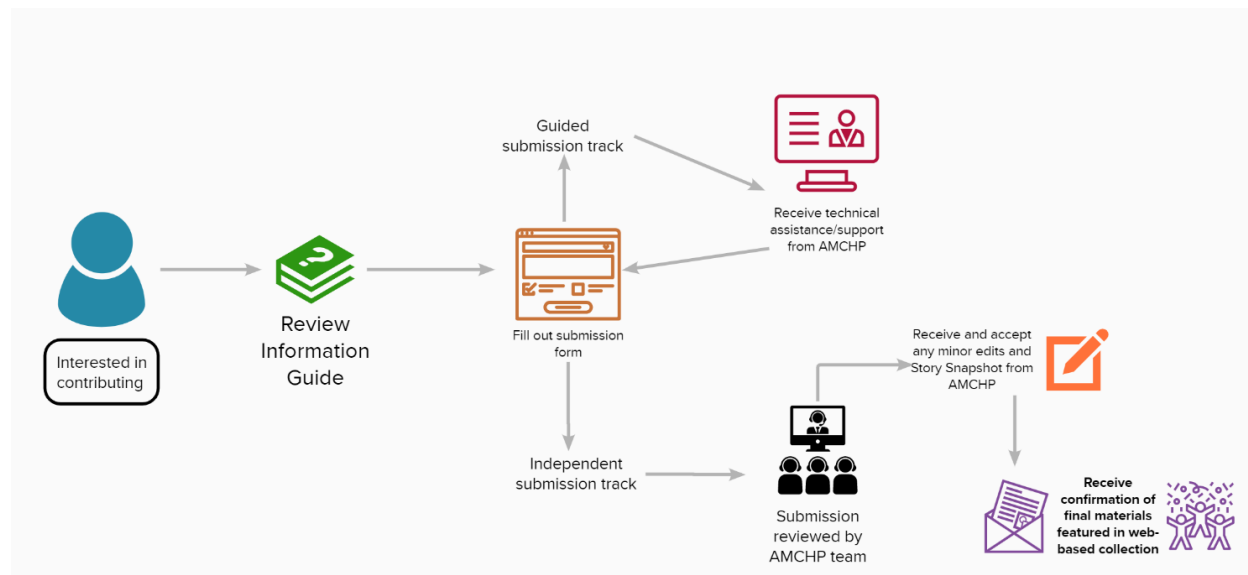 Interested in
contributing
Review
Information
Guide
Guided
submission track
Receive technical
assistance/support
from AMCHP
Fill out submission
form
Independent
submission track
Submission
reviewed by
AMCHP team
Receive and accept
any minor edits and
Story Snapshot from
AMCHP
Receive
confirmation of
final materials
featured in web-
based collection